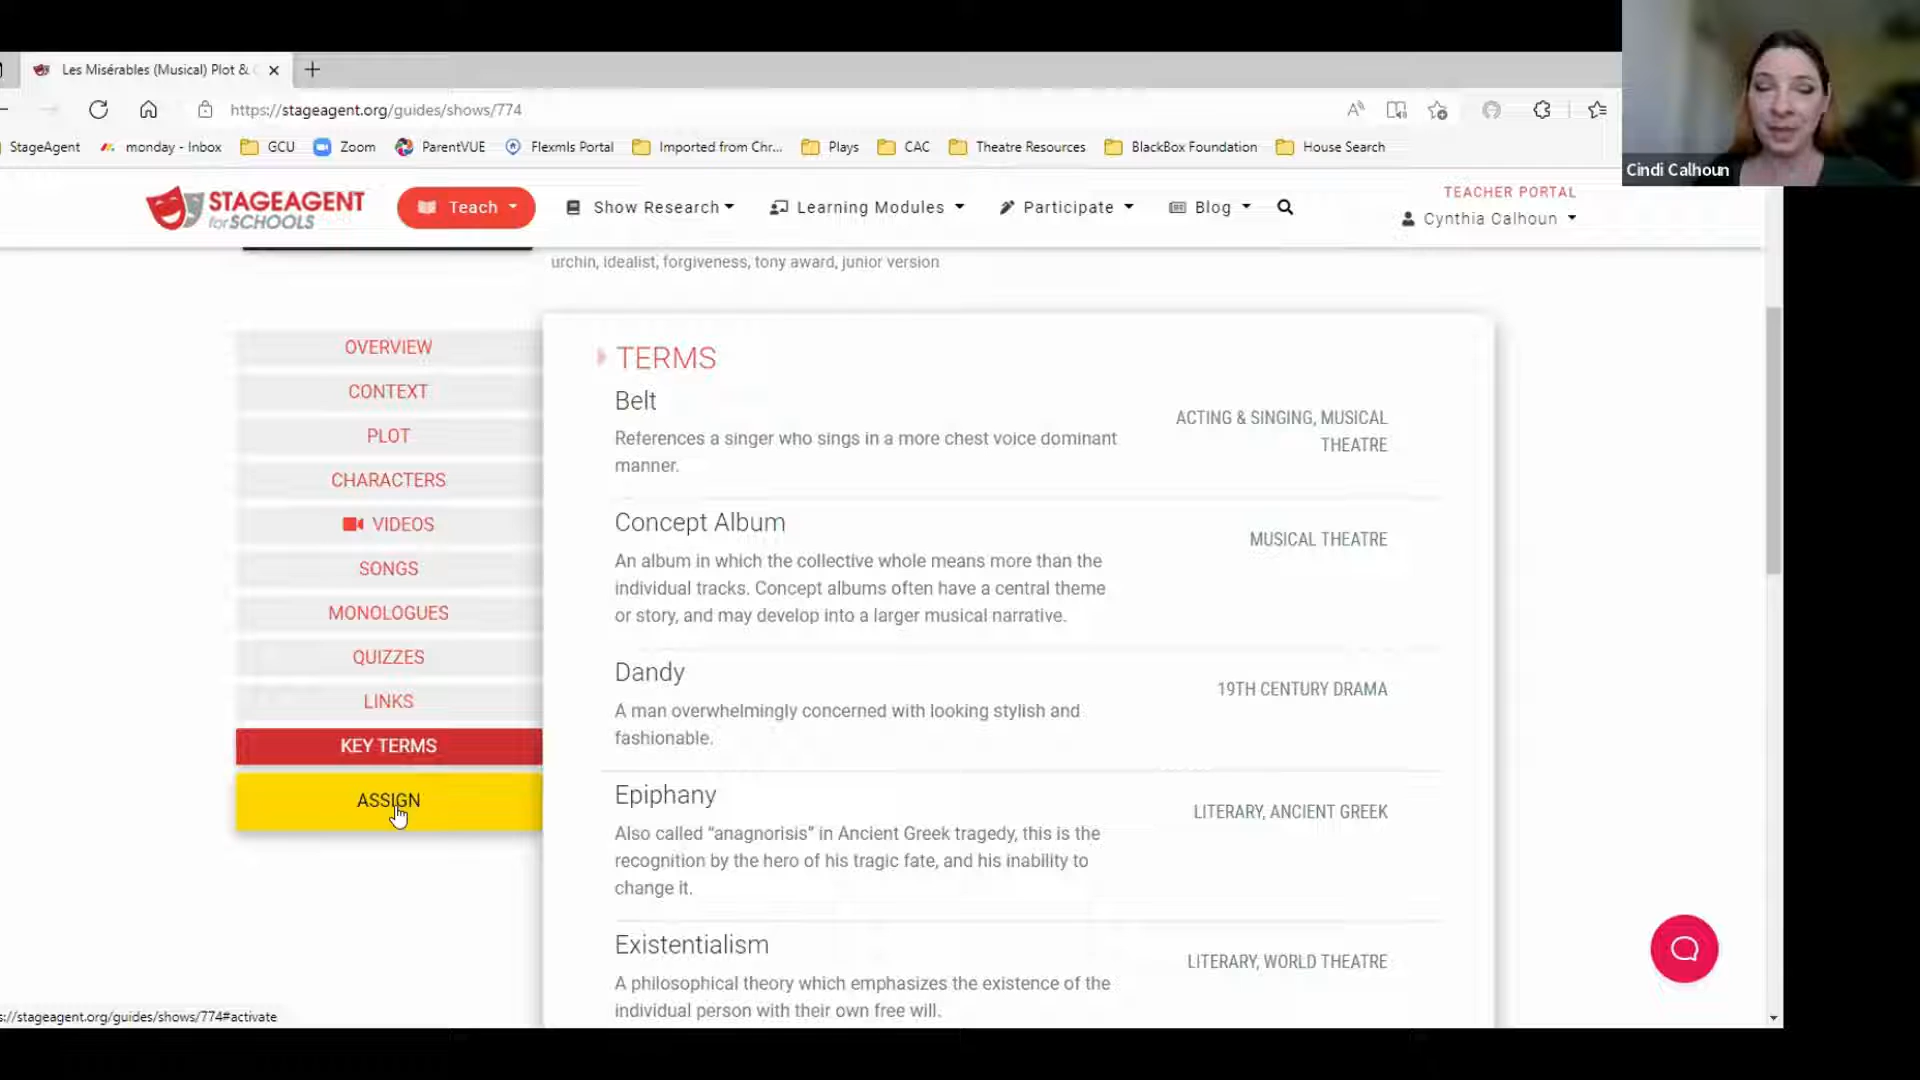 Les Misérables (Musical) Plot &
https://stageagent.org/guides/shows/774
StageAgent
monday - Inbox
GCU
Zoom
ParentVUE
Flexmls Portal
Imported from Chr...
Plays
CAC
Theatre Resources
BlackBox Foundation
House Search
Cindi Calhoun
STAGEAGENT
for SCHOOLS
Teach
Show Research
Learning Modules
Participate
Blog
TEACHER PORTAL
Cynthia Calhoun
urchin, idealist, forgiveness, tony award, junior version
OVERVIEW
CONTEXT
PLOT
CHARACTERS
VIDEOS
SONGS
MONOLOGUES
QUIZZES
LINKS
KEY TERMS
ASSIGN
TERMS
Belt
References a singer who sings in a more chest voice dominant
manner.
ACTING & SINGING, MUSICAL
THEATRE
Concept Album
An album in which the collective whole means more than the
individual tracks. Concept albums often have a central theme
or story, and may develop into a larger musical narrative.
MUSICAL THEATRE
Dandy
A man overwhelmingly concerned with looking stylish and
fashionable.
19TH CENTURY DRAMA
Epiphany
Also called “anagnorisis” in Ancient Greek tragedy, this is the
recognition by the hero of his tragic fate, and his inability to
change it.
LITERARY, ANCIENT GREEK
Existentialism
A philosophical theory which emphasizes the existence of the
individual person with their own free will.
LITERARY, WORLD THEATRE
s://stageagent.org/guides/shows/774#activate